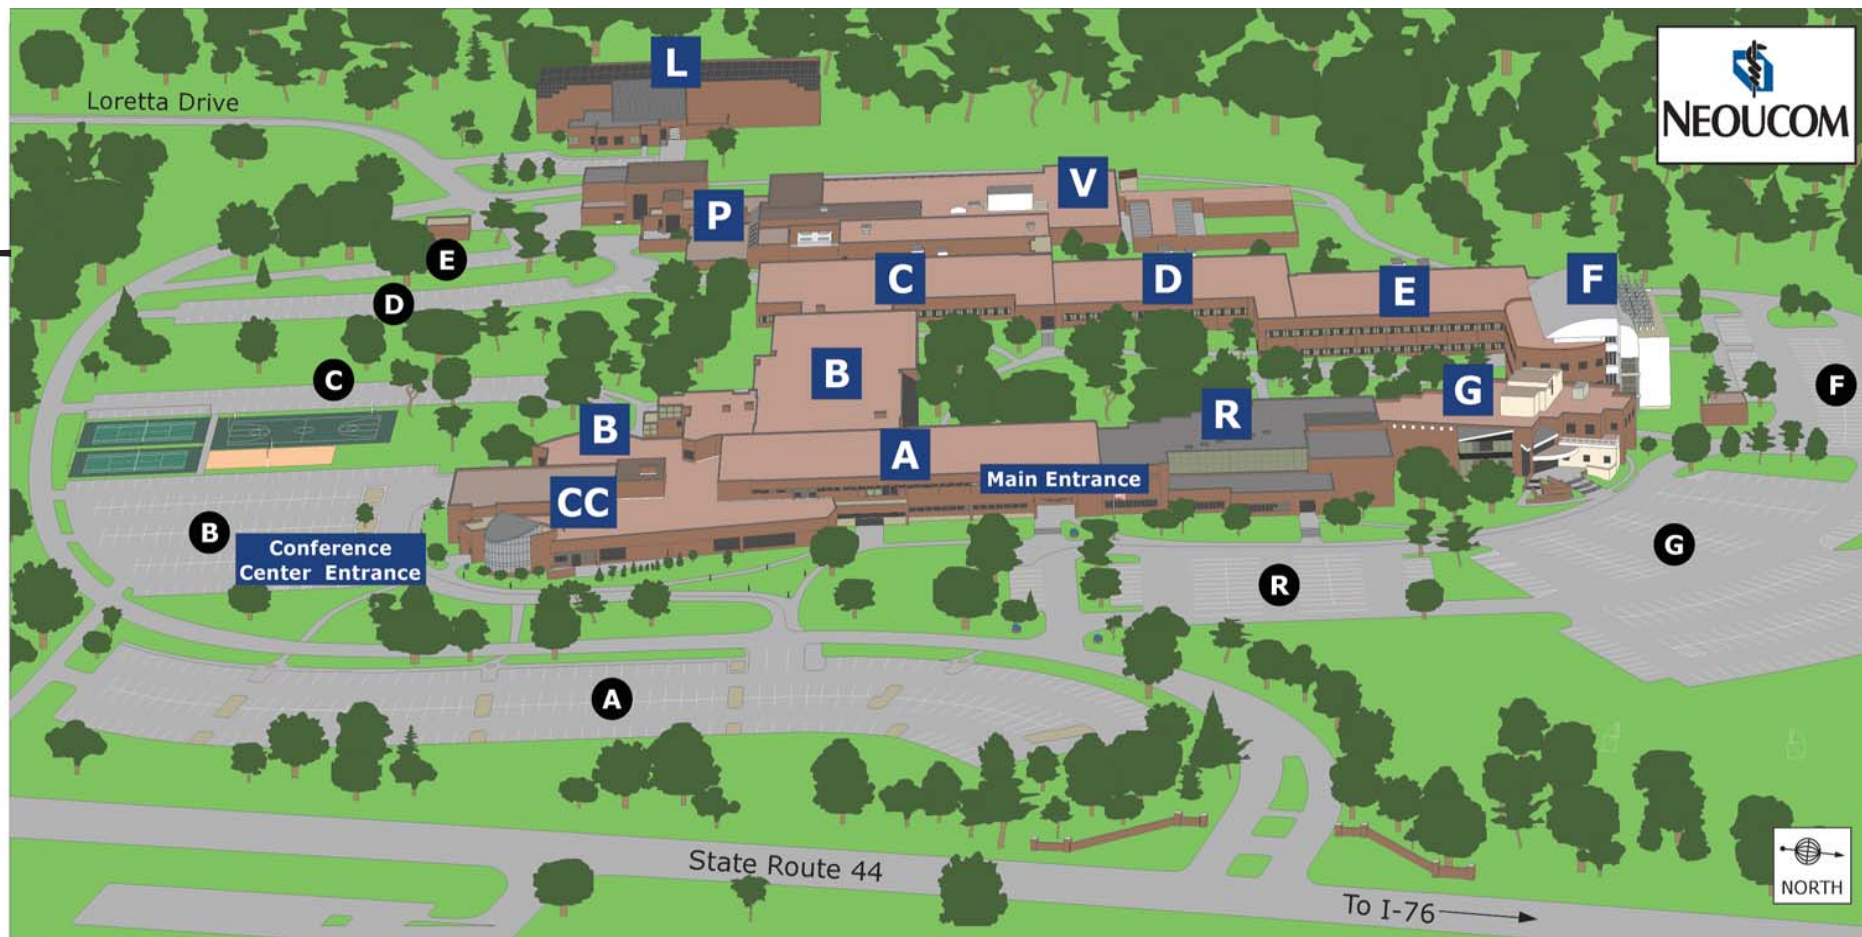 L
Loretta Drive
NEOUCOM
V
P
E
D
C
C
D
E
F
F
B
G
R
B
A
Main Entrance
CC
B
Conference
Center Entrance
G
R
A
State Route 44
To I-76
NORTH